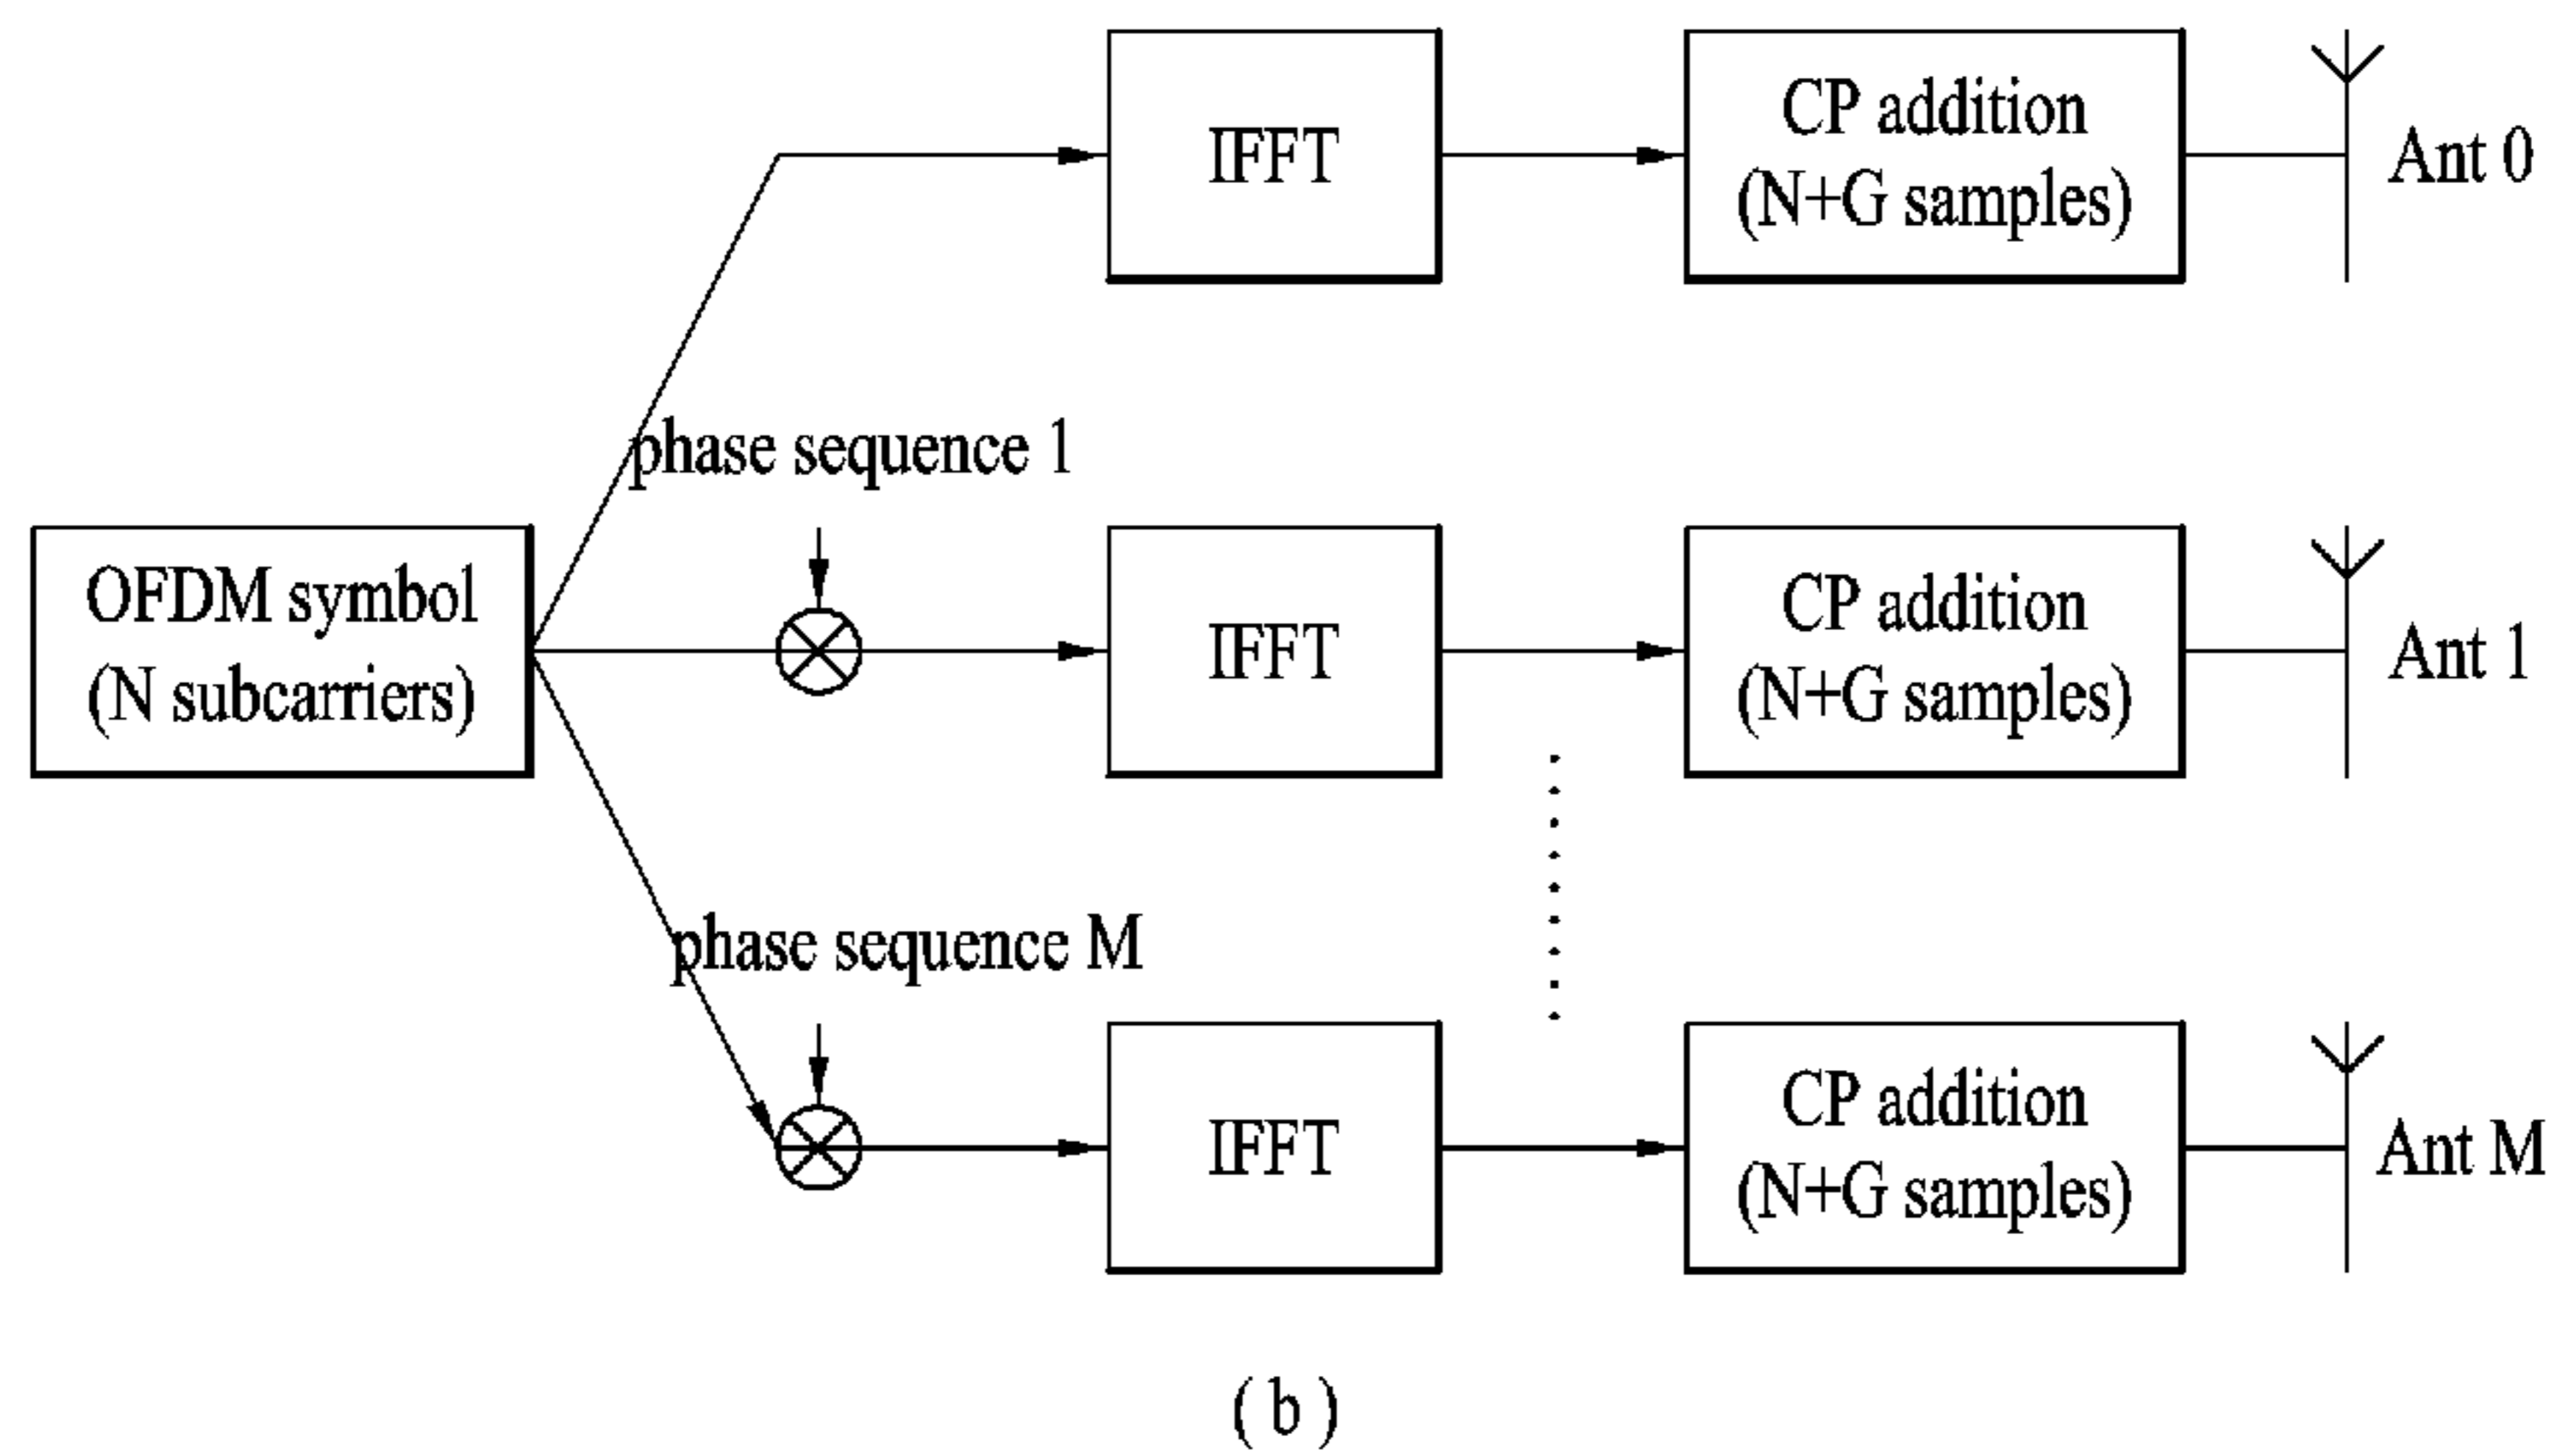 IFFT
CP addition
(N+G samples)
Ant 0
phase sequence 1
OFDM symbol
(N subcarriers)
IFFT
CP addition
(N+G samples)
Ant 1
phase sequence M
IFFT
CP addition
(N+G samples)
Ant M
( b )